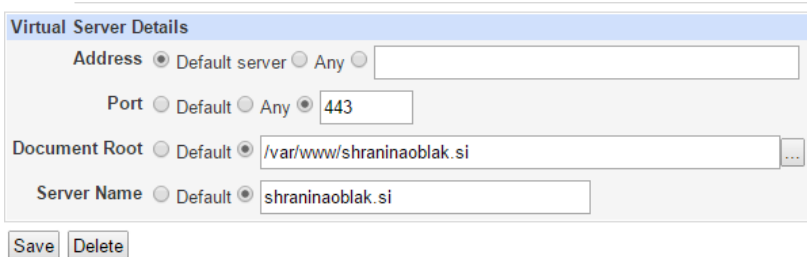 Virtual Server Details
Address Default server Any
Port Default Any 443
Document Root Default /var/www/shraninaoblak.si ...
Server Name Default shraninaoblak.si
Save Delete